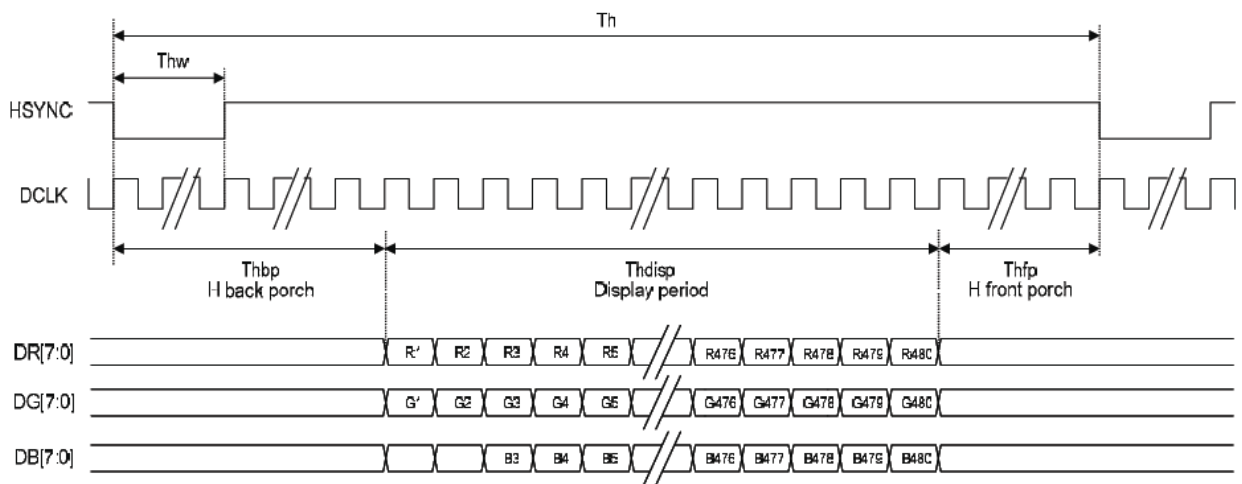 Th
Thw
HSYNC
DCLK
Thbp
H back porch
Thdisp
Display period
Thfp
H front porch
DR[7:0] R1 R2 R3 R4 R5 R476 R477 R478 R479 R480
DG[7:0] G1 G2 G3 G4 G5 G476 G477 G478 G479 G480
DB[7:0] B3 B4 B5 B476 B477 B478 B479 B480